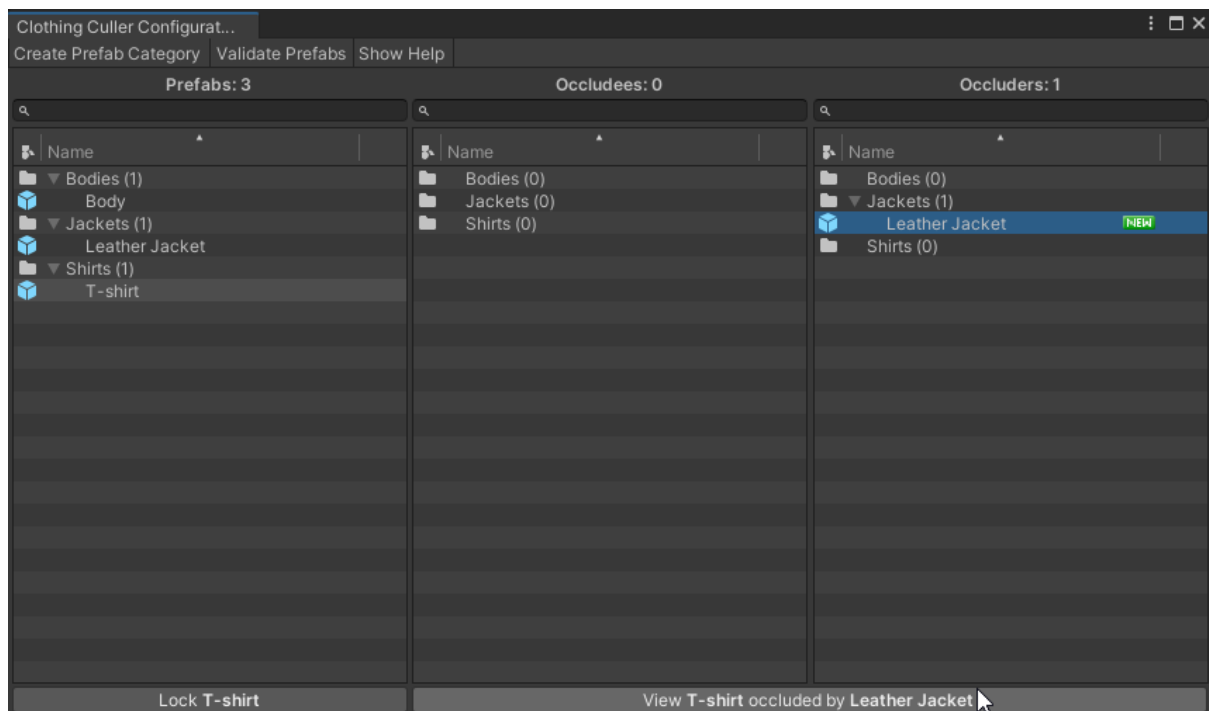 Clothing Culler Configurat...
Create Prefab Category Validate Prefabs Show Help
Prefabs: 3 Occludees: 0 Occluders: 1
Name Name Name
Bodies (1) Bodies (0) Bodies (0)
Body Jackets (0) Jackets (1)
Jackets (1) Shirts (0) Leather Jacket NEW
Leather Jacket Shirts (0)
Shirts (1)
T-shirt
Lock T-shirt View T-shirt occluded by Leather Jacket